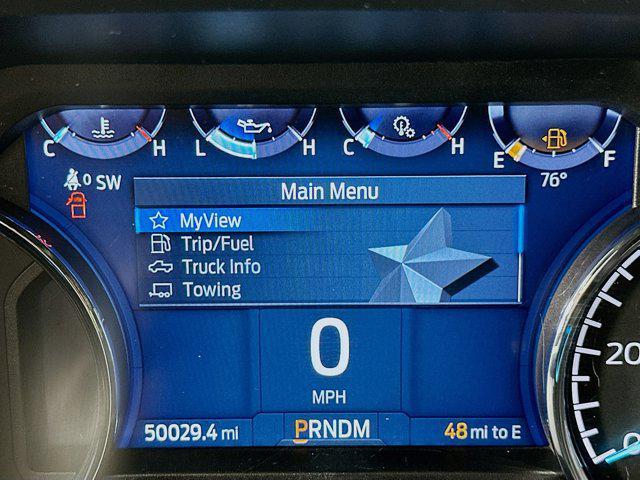 C H L H C H E F
0 SW
76°
Main Menu
MyView
Trip/Fuel
Truck Info
Towing
0
MPH
50029.4 mi
PRNDM
48 mi to E
20
0